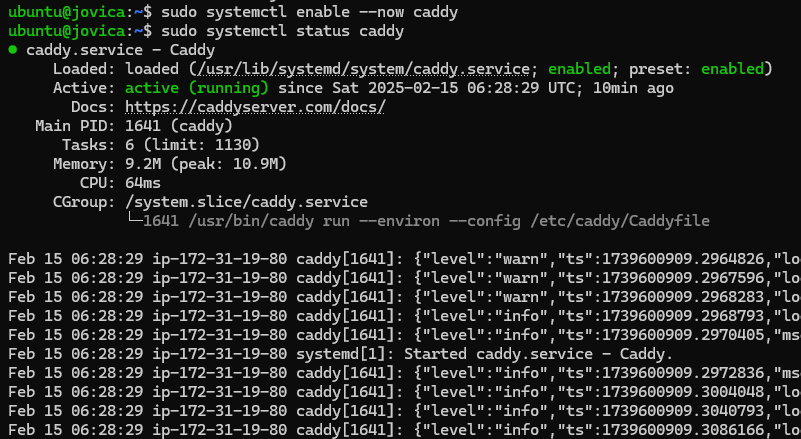 ubuntu@jovica:~$ sudo systemctl enable --now caddy
ubuntu@jovica:~$ sudo systemctl status caddy
● caddy.service - Caddy
     Loaded: loaded (/usr/lib/systemd/system/caddy.service; enabled; preset: enabled)
     Active: active (running) since Sat 2025-02-15 06:28:29 UTC; 10min ago
       Docs: https://caddyserver.com/docs/
   Main PID: 1641 (caddy)
      Tasks: 6 (limit: 1130)
     Memory: 9.2M (peak: 10.9M)
        CPU: 64ms
     CGroup: /system.slice/caddy.service
             └─1641 /usr/bin/caddy run --environ --config /etc/caddy/Caddyfile
Feb 15 06:28:29 ip-172-31-19-80 caddy[1641]: {"level":"warn","ts":1739600909.2964826,"lo
Feb 15 06:28:29 ip-172-31-19-80 caddy[1641]: {"level":"warn","ts":1739600909.2967596,"lo
Feb 15 06:28:29 ip-172-31-19-80 caddy[1641]: {"level":"warn","ts":1739600909.2968283,"lo
Feb 15 06:28:29 ip-172-31-19-80 caddy[1641]: {"level":"info","ts":1739600909.2968793,"lo
Feb 15 06:28:29 ip-172-31-19-80 caddy[1641]: {"level":"info","ts":1739600909.2970405,"ms
Feb 15 06:28:29 ip-172-31-19-80 systemd[1]: Started caddy.service - Caddy.
Feb 15 06:28:29 ip-172-31-19-80 caddy[1641]: {"level":"info","ts":1739600909.2972836,"ms
Feb 15 06:28:29 ip-172-31-19-80 caddy[1641]: {"level":"info","ts":1739600909.3004048,"lo
Feb 15 06:28:29 ip-172-31-19-80 caddy[1641]: {"level":"info","ts":1739600909.3040793,"lo
Feb 15 06:28:29 ip-172-31-19-80 caddy[1641]: {"level":"info","ts":1739600909.3086166,"lo